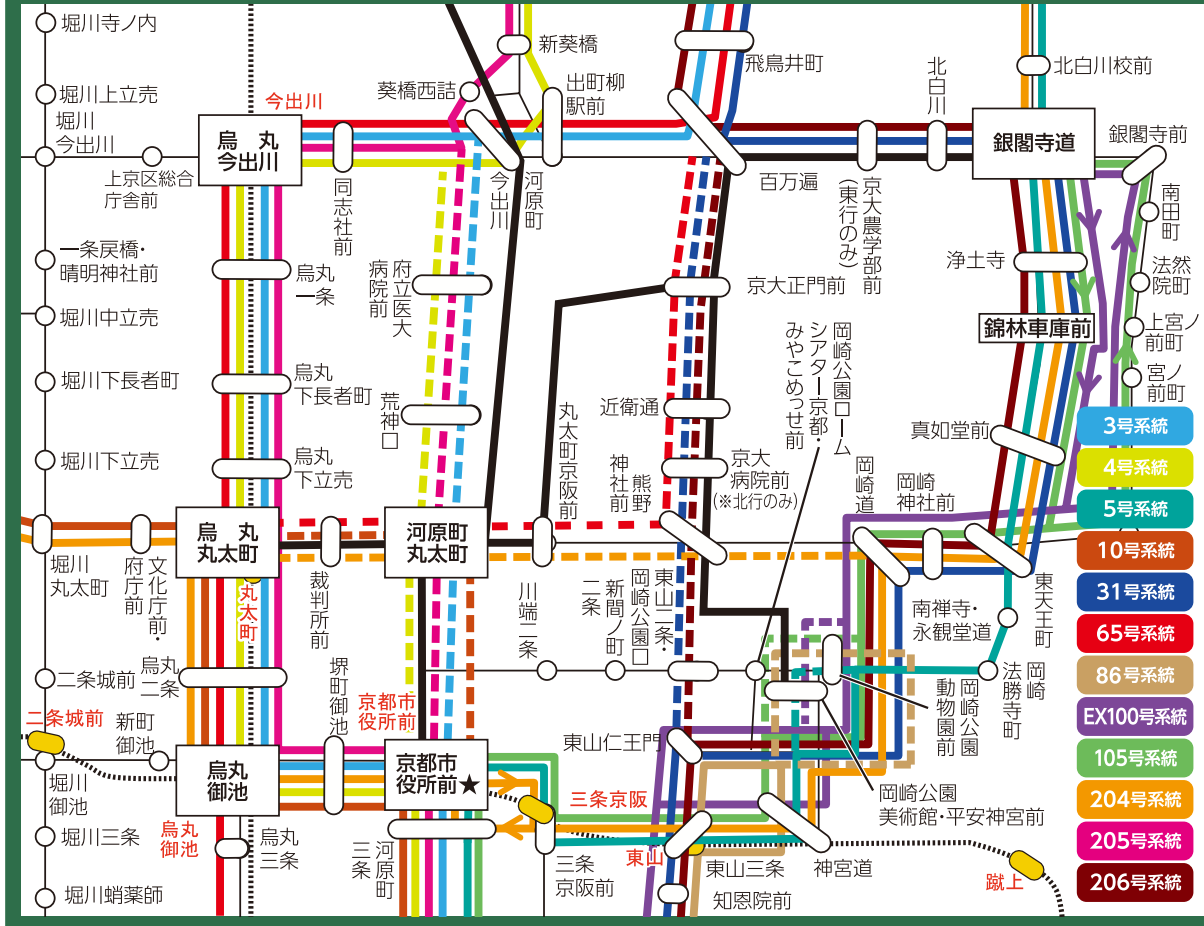 堀川寺ノ内
新葵橋
飛鳥井町
北白川
北白川校前
堀川上立売
今出川
葵橋西詰
出町柳
駅前
堀川
今出川
烏丸
今出川
銀閣寺道
銀閣寺前
上京区総合
庁舎前
同志社前
今出川
河原町
百万遍
京大農学部前
(東行のみ)
南田町
一条戻橋・
晴明神社前
烏丸
一条
府立医大
病院前
京大正門前
浄土寺
法然
院町
堀川中立売
錦林車庫前
上宮ノ
前町
岡崎公園ローム
シアター京都・
みやこめっせ前
堀川下長者町
烏丸
下長者町
荒神口
丸太町京阪前
近衛通
宮ノ
前町
真如堂前
3号系統
4号系統
5号系統
10号系統
31号系統
65号系統
86号系統
EX100号系統
105号系統
204号系統
205号系統
206号系統
堀川下立売
烏丸
下立売
熊野
神社前
京大
病院前
(※北行のみ)
岡崎道
岡崎
神社前
烏丸
丸太町
河原町
丸太町
堀川
丸太町
文化庁前・
府庁前
丸太町
裁判所前
川端二条
新間ノ町
二条
東山二条・
岡崎公園口
南禅寺・
永観堂道
東天王町
二条城前
烏丸
二条
堺町御池
京都市
役所前
岡崎公園
動物園前
岡崎
法勝寺町
二条城前
新町
御池
烏丸
御池
京都市
役所前★
東山仁王門
堀川
御池
三条京阪
岡崎公園
美術館・平安神宮前
堀川三条
烏丸
御池
烏丸
三条
河原町
三条
三条
京阪前
東山
東山三条
神宮道
蹴上
堀川蛸薬師
知恩院前